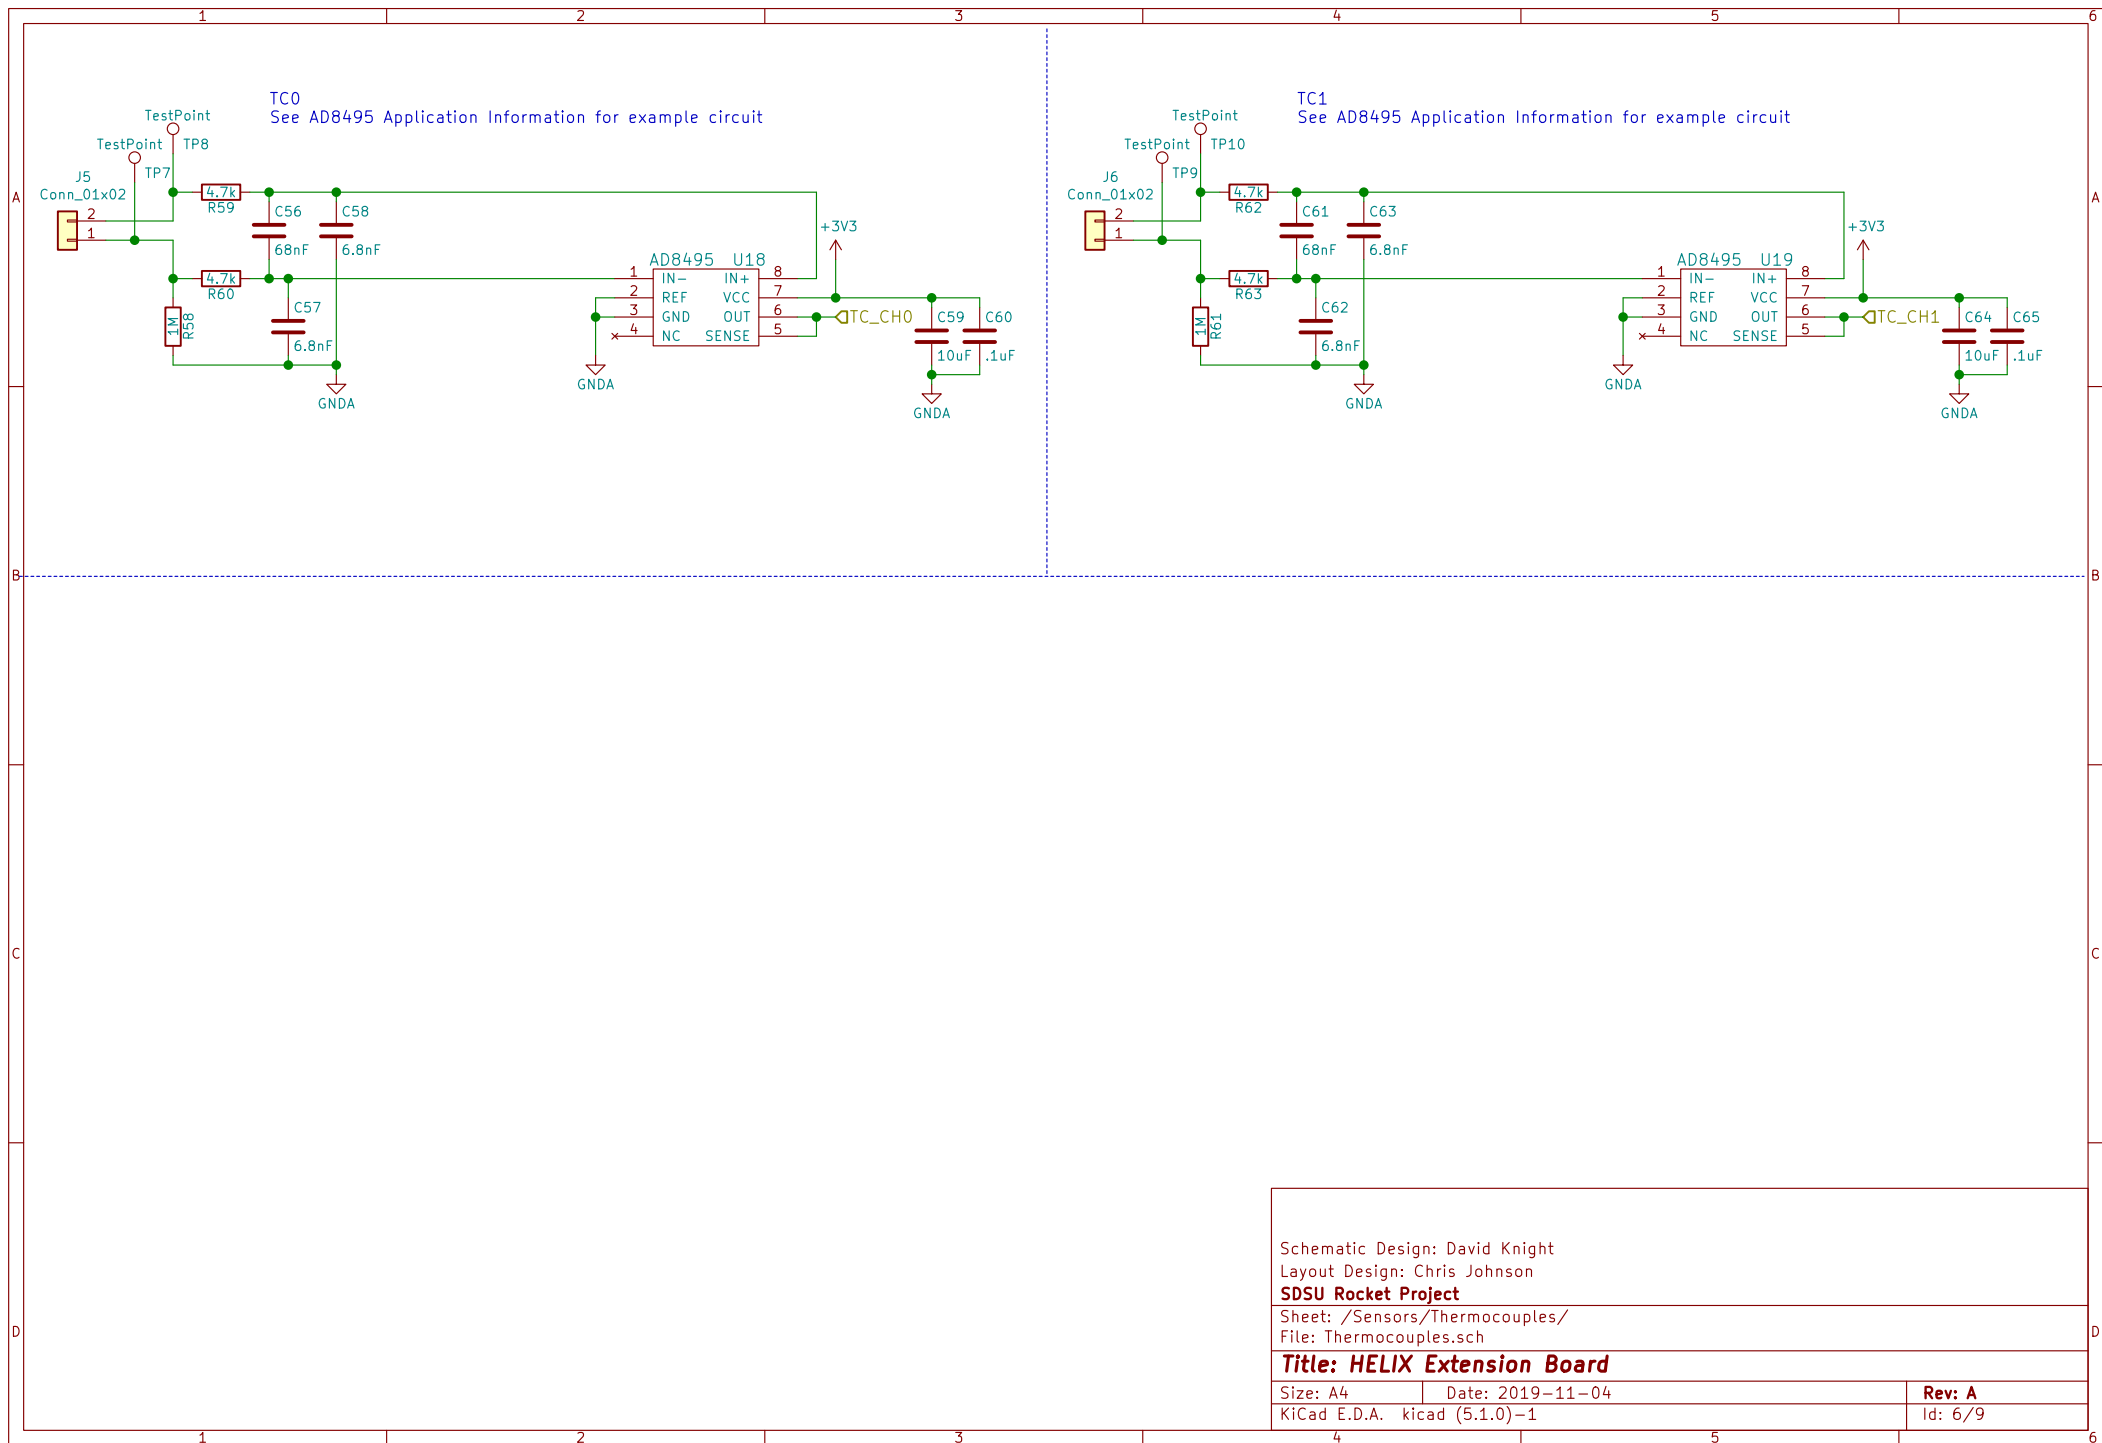 1 2 3 4 5 6
TC0
See AD8495 Application Information for example circuit
TestPoint
TP8
TestPoint
TP7
J5
Conn_01x02
2
1
4.7k
R59
C56
68nF
C58
6.8nF
4.7k
R60
1M
R58
C57
6.8nF
GNDA
AD8495 U18
1 IN- IN+ 8
2 REF VCC 7
3 GND OUT 6
4 NC SENSE 5
GNDA
+3V3
TC_CH0
C59
10uF
C60
.1uF
GNDA
TC1
See AD8495 Application Information for example circuit
TestPoint
TP10
TestPoint
TP9
J6
Conn_01x02
2
1
4.7k
R62
C61
68nF
C63
6.8nF
4.7k
R63
1M
R61
C62
6.8nF
GNDA
AD8495 U19
1 IN- IN+ 8
2 REF VCC 7
3 GND OUT 6
4 NC SENSE 5
GNDA
+3V3
TC_CH1
C64
10uF
C65
.1uF
GNDA
A A
B B
C C
D D
Schematic Design: David Knight
Layout Design: Chris Johnson
SDSU Rocket Project
Sheet: /Sensors/Thermocouples/
File: Thermocouples.sch
Title: HELIX Extension Board
Size: A4 Date: 2019-11-04 Rev: A
KiCad E.D.A. kicad (5.1.0)-1 Id: 6/9
1 2 3 4 5 6